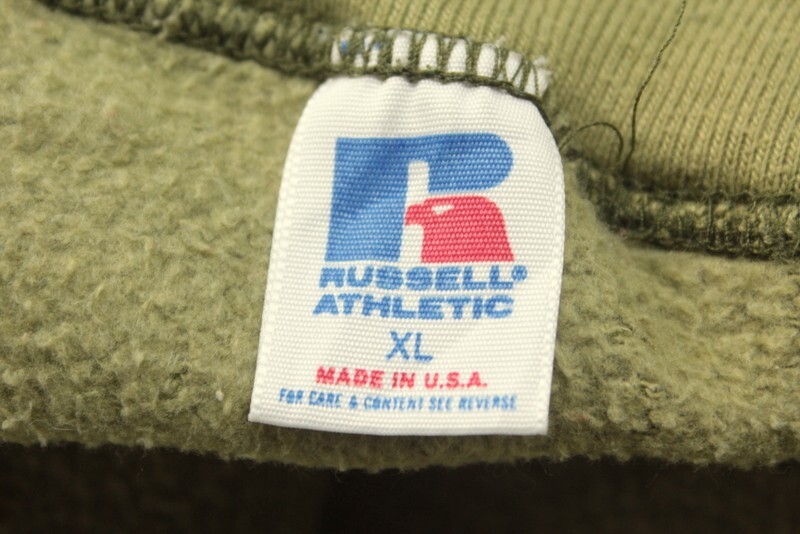 RUSSELL®
ATHLETIC
XL
MADE IN U.S.A.
FOR CARE & CONTENT SEE REVERSE